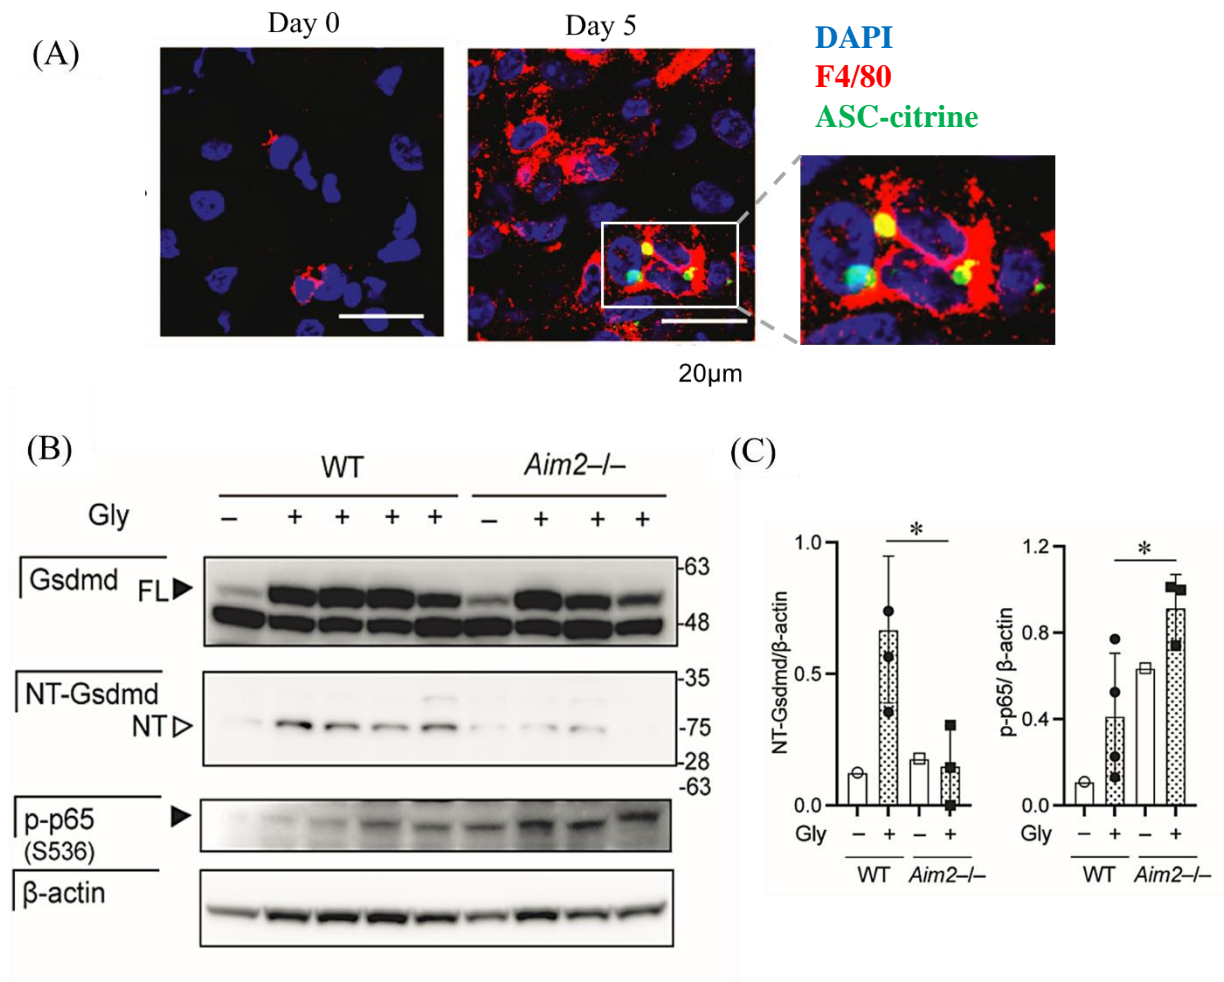 (A)
Day 0
Day 5
DAPI
F4/80
ASC-citrine
20µm
(B)
WT
Aim2–/–
Gly
– + + + + – + + +
Gsdmd
FL
-63
-48
NT-Gsdmd
NT
-35
-75
-28
-63
p-p65
(S536)
β-actin
(C)
NT-Gsdmd/β-actin
1.0
0.5
0.0
*
Gly – + – +
WT Aim2–/–
p-p65/ β-actin
1.2
0.8
0.4
0.0
*
Gly – + – +
WT Aim2–/–